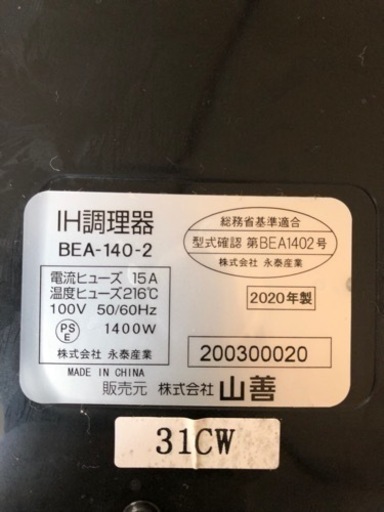 IH調理器
BEA-140-2
総務省基準適合
型式確認 第BEA1402号
株式会社 永泰産業
電流ヒューズ 15A
温度ヒューズ216℃
100V 50/60Hz
PSE 1400W
株式会社 永泰産業
2020年製
200300020
MADE IN CHINA
販売元 株式会社 山善
31CW